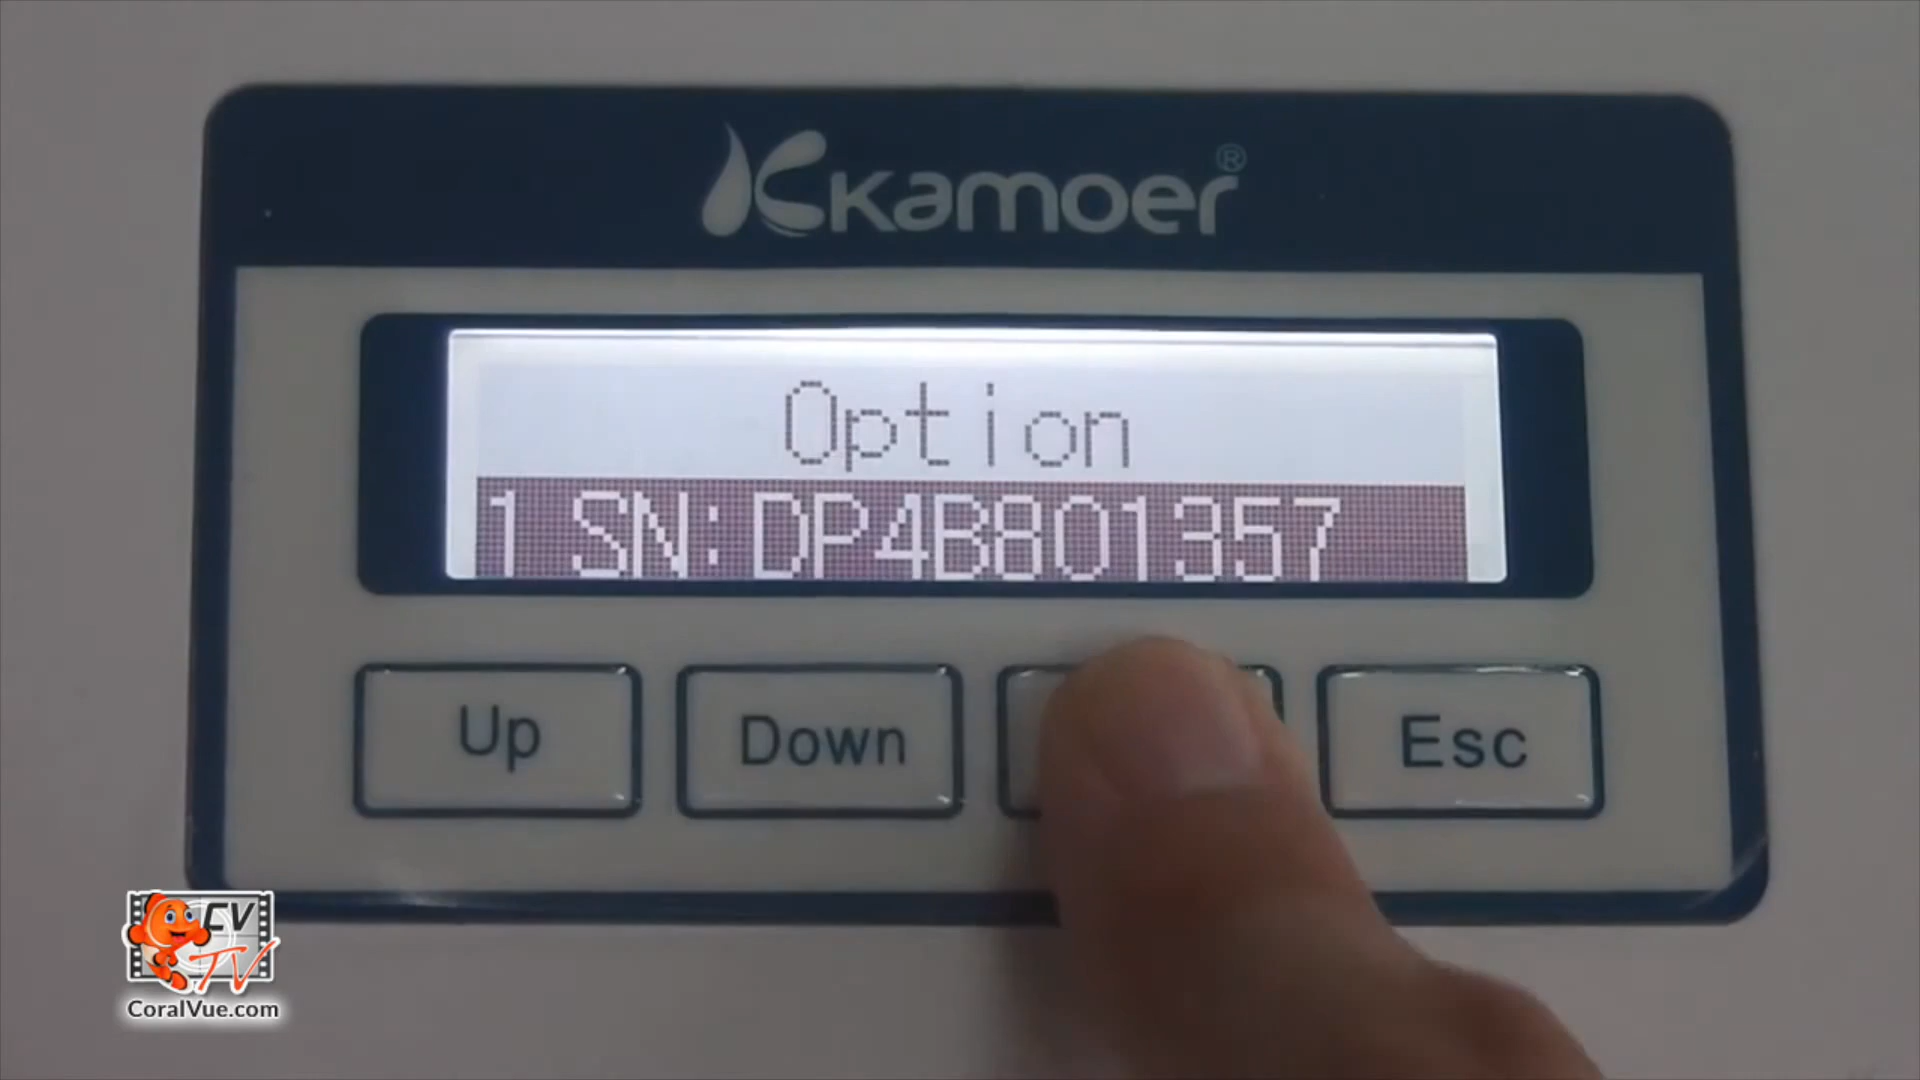 Kamoer®
Option
1 SN:DP4B801357
Up
Down
Esc
CV
TV
CoralVue.com